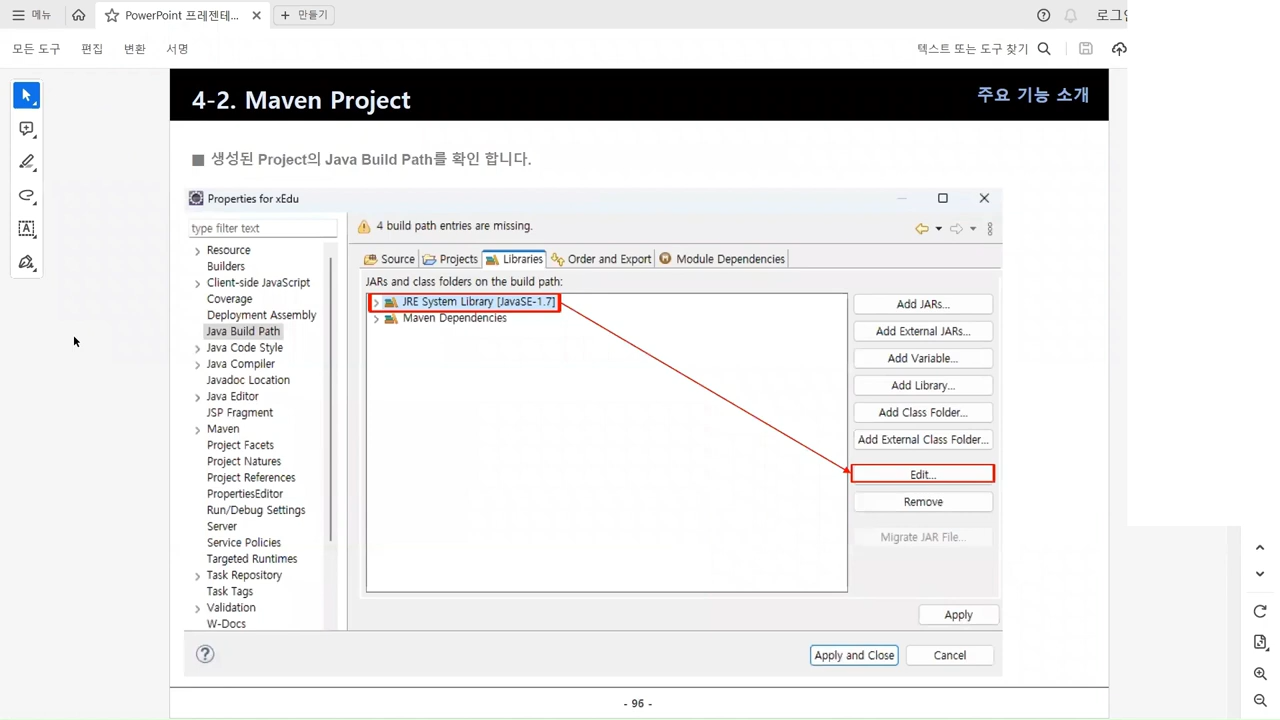 메뉴
PowerPoint 프레젠테...
만들기
모든 도구
편집
변환
서명
텍스트 또는 도구 찾기
4-2. Maven Project
주요 기능 소개
■ 생성된 Project의 Java Build Path를 확인 합니다.
Properties for xEdu
type filter text
Resource
Builders
Client-side JavaScript
Coverage
Deployment Assembly
Java Build Path
Java Code Style
Java Compiler
Javadoc Location
Java Editor
JSP Fragment
Maven
Project Facets
Project Natures
Project References
PropertiesEditor
Run/Debug Settings
Server
Service Policies
Targeted Runtimes
Task Repository
Task Tags
Validation
W-Docs
4 build path entries are missing.
Source
Projects
Libraries
Order and Export
Module Dependencies
JARs and class folders on the build path:
JRE System Library [JavaSE-1.7]
Maven Dependencies
Add JARs...
Add External JARs...
Add Variable...
Add Library...
Add Class Folder...
Add External Class Folder...
Edit...
Remove
Migrate JAR File...
Apply
Apply and Close
Cancel
- 96 -